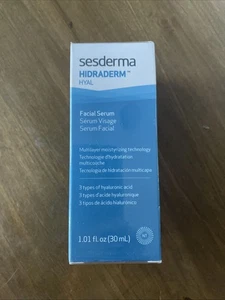 sesderma
HIDRADERM™
HYAL
Facial Serum
Sérum Visage
Serum Facial
Multilayer moisturizing technology
Technologie d'hydratation
multicouche
Tecnología de hidratación multicapa
3 types of hyaluronic acid
3 types d'acide hyaluronique
3 tipos de ácido hialurónico
1.01 fl. oz (30 mL)